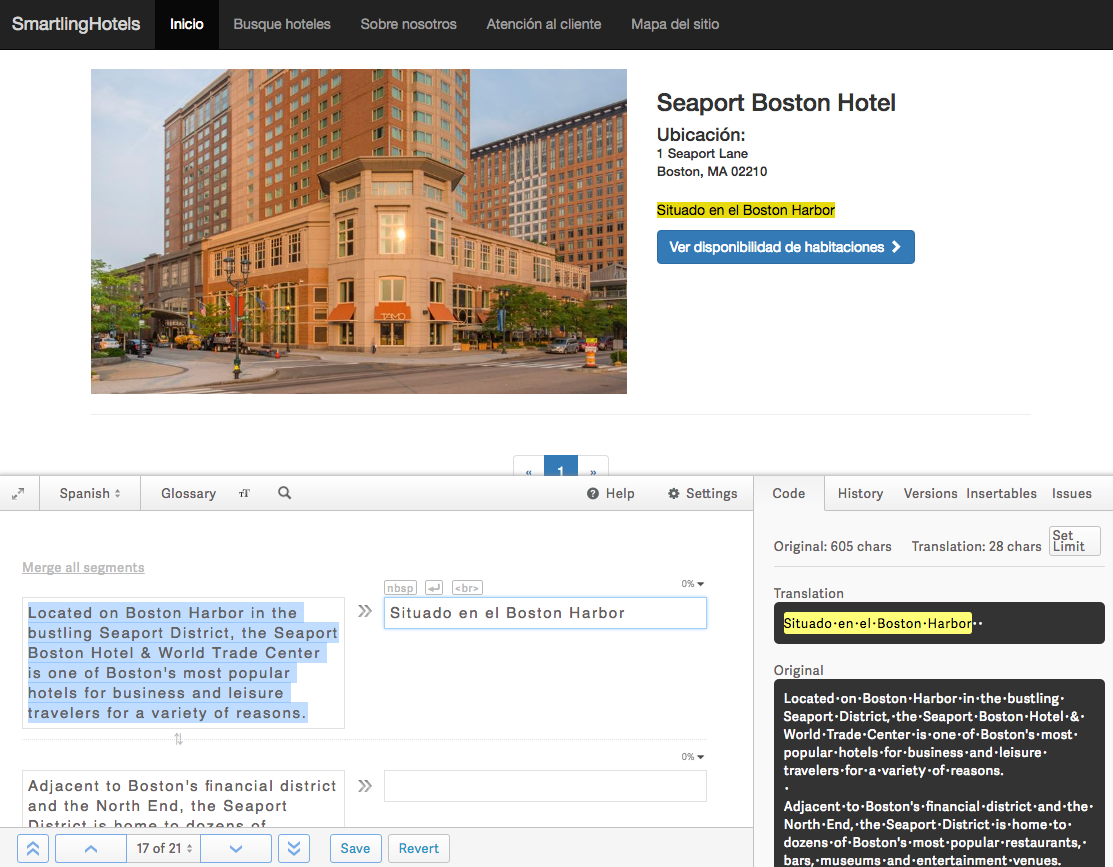 SmartlingHotels Inicio Busque hoteles Sobre nosotros Atención al cliente Mapa del sitio
TAMO
Seaport Boston Hotel
Ubicación:
1 Seaport Lane
Boston, MA 02210
Situado en el Boston Harbor
Ver disponibilidad de habitaciones
« 1 »
Spanish Glossary TT Help Settings
Merge all segments
Located on Boston Harbor in the
bustling Seaport District, the Seaport
Boston Hotel & World Trade Center
is one of Boston's most popular
hotels for business and leisure
travelers for a variety of reasons.
nbsp <br> 0%
Situado en el Boston Harbor
0%
Adjacent to Boston's financial district
and the North End, the Seaport
District is home to dozens of
17 of 21 Save Revert
Code History Versions Insertables Issues
Original: 605 chars Translation: 28 chars Set
Limit
Translation
Situado·en·el·Boston·Harbor··
Original
Located·on·Boston·Harbor·in·the·bustling·
Seaport·District,·the·Seaport·Boston·Hotel·&·
World·Trade·Center·is·one·of·Boston's·most·
popular·hotels·for·business·and·leisure·
travelers·for·a·variety·of·reasons.
·
Adjacent·to·Boston's·financial·district·and·the·
North·End,·the·Seaport·District·is·home·to·
dozens·of·Boston's·most·popular·restaurants,·
bars,·museums·and·entertainment·venues.